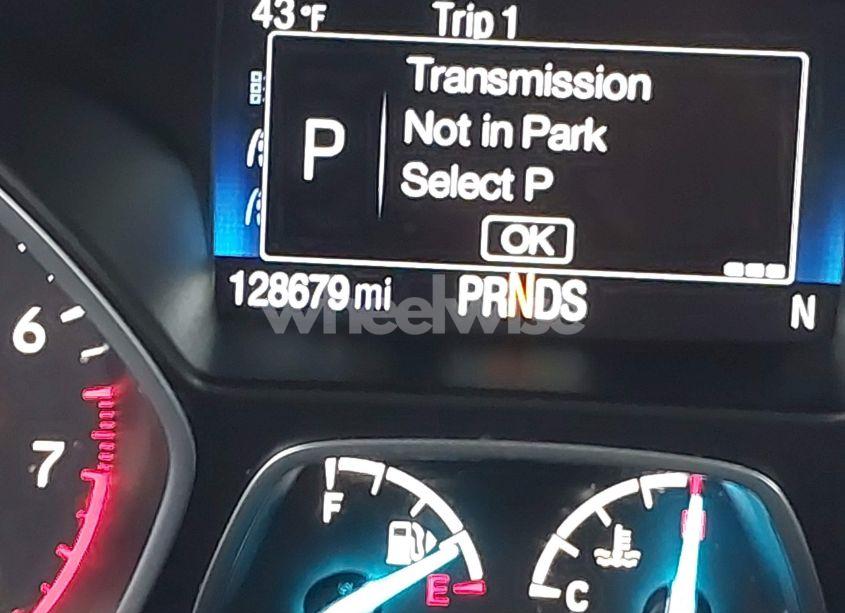 43°F Trip 1
Transmission
P
Not in Park
Select P
OK
128679 mi PRNDS N
wheelwise
6
7
F
E
C
H